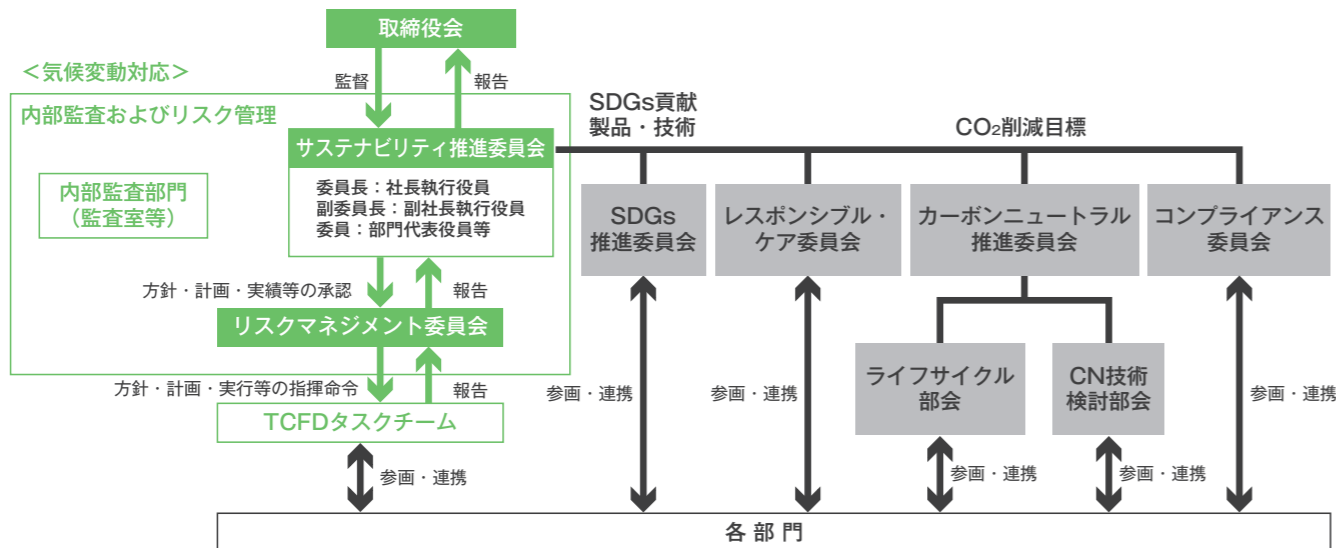 取締役会
＜気候変動対応＞
監督
報告
内部監査およびリスク管理
SDGs貢献
製品・技術
CO₂削減目標
サステナビリティ推進委員会
委員長：社長執行役員
副委員長：副社長執行役員
委員：部門代表役員等
内部監査部門
（監査室等）
SDGs
推進委員会
レスポンシブル・
ケア委員会
カーボンニュートラル
推進委員会
コンプライアンス
委員会
方針・計画・実績等の承認
報告
リスクマネジメント委員会
方針・計画・実行等の指揮命令
報告
TCFDタスクチーム
ライフサイクル
部会
CN技術
検討部会
参画・連携
参画・連携
参画・連携
参画・連携
参画・連携
参画・連携
各部門